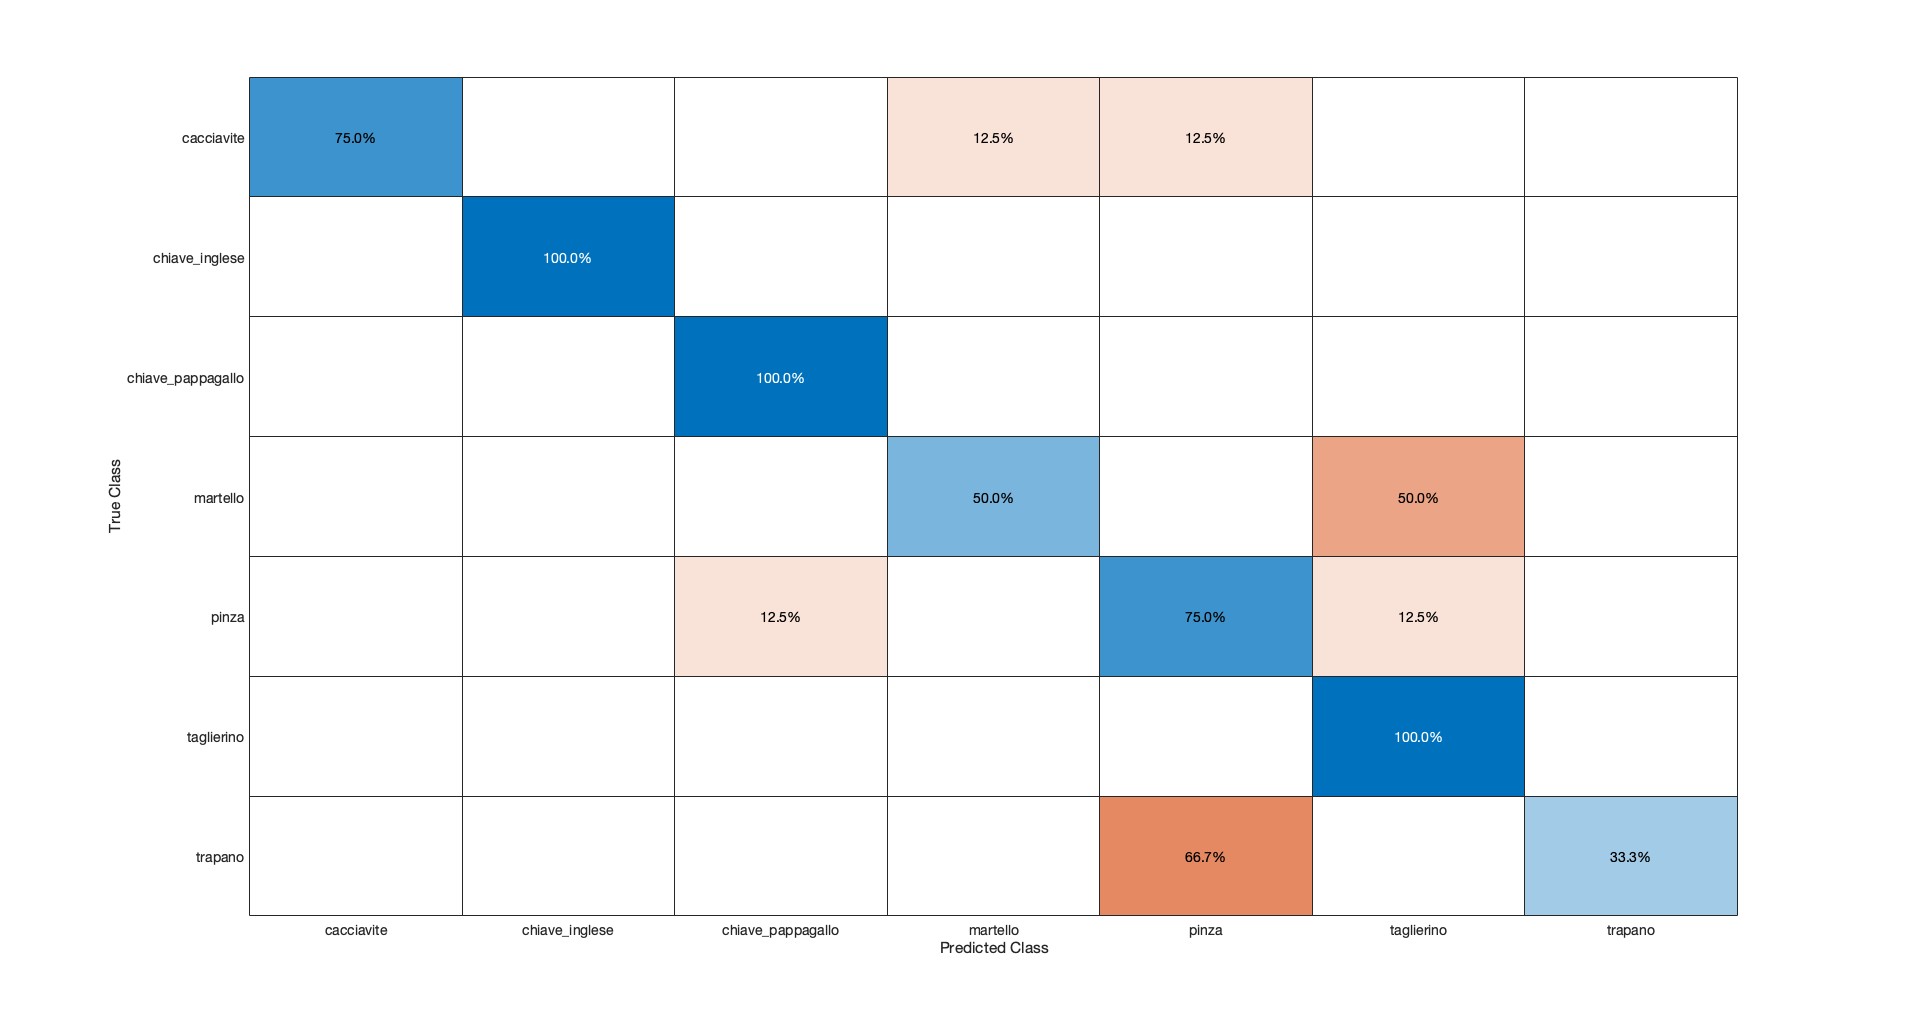 cacciavite 75.0% 12.5% 12.5%
chiave_inglese 100.0%
chiave_pappagallo 100.0%
True Class
martello 50.0% 50.0%
pinza 12.5% 75.0% 12.5%
taglierino 100.0%
trapano 66.7% 33.3%
cacciavite chiave_inglese chiave_pappagallo martello pinza taglierino trapano
Predicted Class